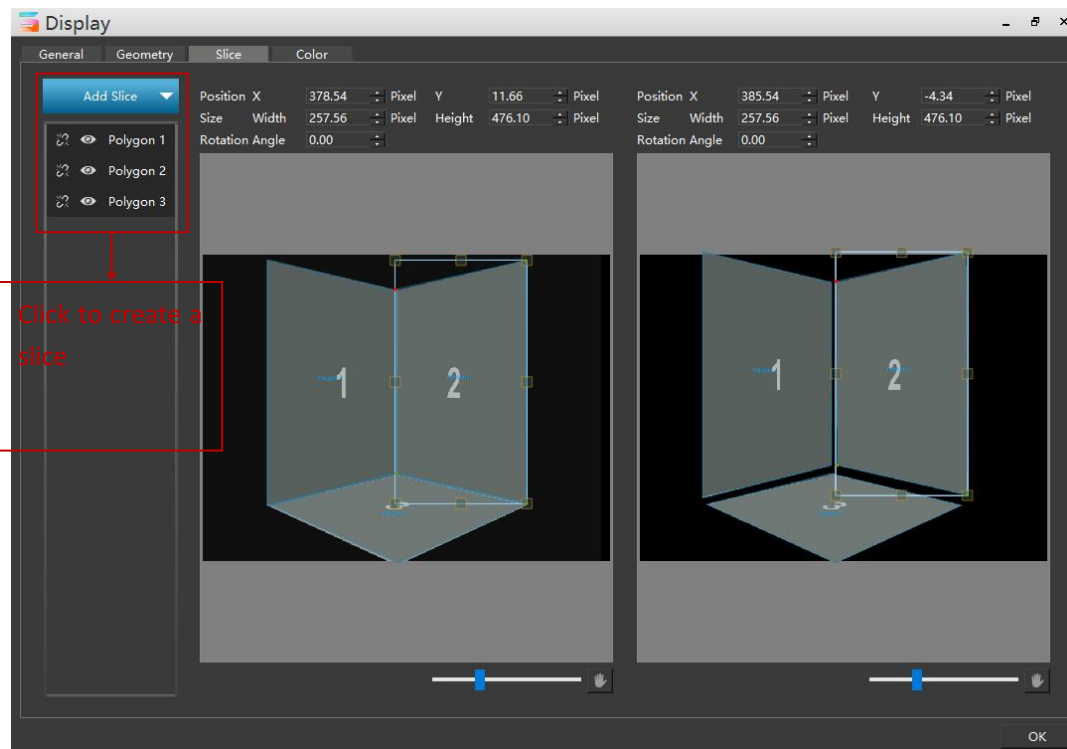 Display
General Geometry Slice Color
Add Slice
Polygon 1
Polygon 2
Polygon 3
Click to create a
slice
Position X 378.54 Pixel Y 11.66 Pixel
Size Width 257.56 Pixel Height 476.10 Pixel
Rotation Angle 0.00
1
2
3
Position X 385.54 Pixel Y -4.34 Pixel
Size Width 257.56 Pixel Height 476.10 Pixel
Rotation Angle 0.00
1
2
3
OK